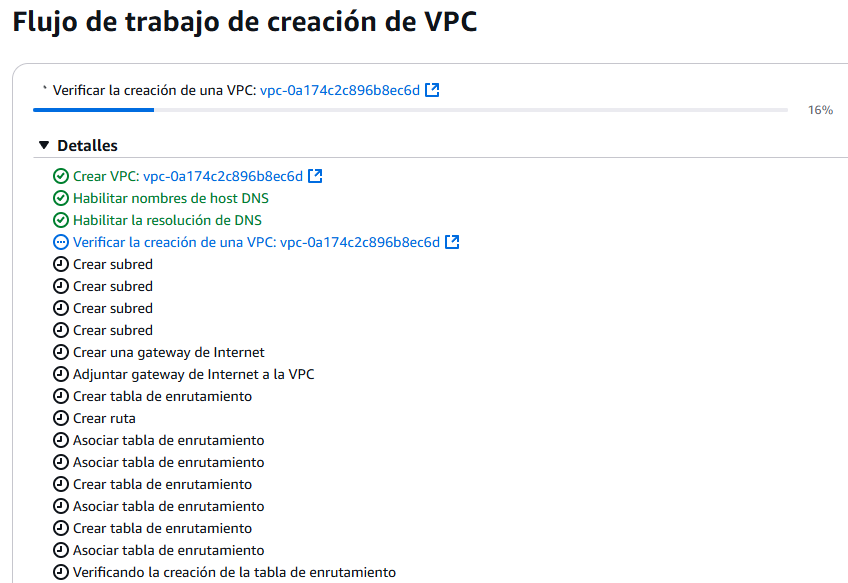 Flujo de trabajo de creación de VPC
Verificar la creación de una VPC: vpc-0a174c2c896b8ec6d
16%
Detalles
Crear VPC: vpc-0a174c2c896b8ec6d
Habilitar nombres de host DNS
Habilitar la resolución de DNS
Verificar la creación de una VPC: vpc-0a174c2c896b8ec6d
Crear subred
Crear subred
Crear subred
Crear subred
Crear una gateway de Internet
Adjuntar gateway de Internet a la VPC
Crear tabla de enrutamiento
Crear ruta
Asociar tabla de enrutamiento
Asociar tabla de enrutamiento
Crear tabla de enrutamiento
Asociar tabla de enrutamiento
Crear tabla de enrutamiento
Asociar tabla de enrutamiento
Verificando la creación de la tabla de enrutamiento